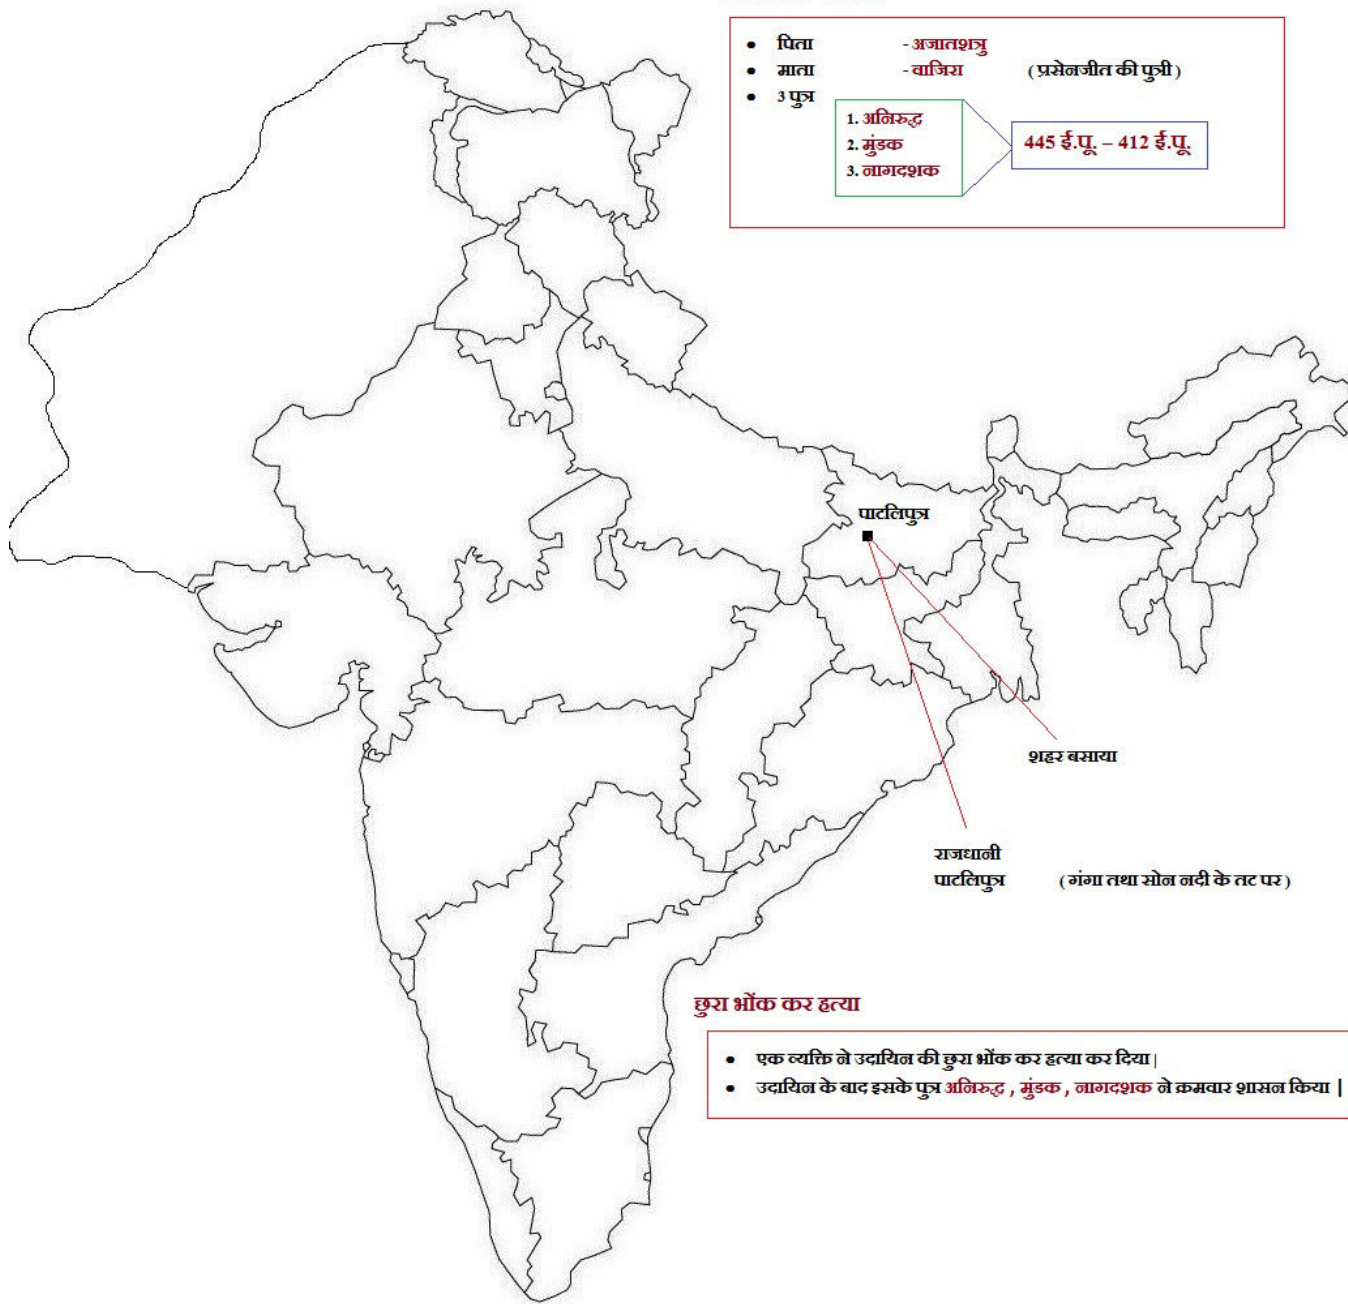 • पिता - अजातशत्रु
• माता - वाजिरा ( प्रसेनजीत की पुत्री )
• 3 पुत्र
1. अनिरुद्ध
2. मुंडक
3. नागदशक
445 ई.पू. – 412 ई.पू.
पाटलिपुत्र
शहर बसाया
राजधानी
पाटलिपुत्र ( गंगा तथा सोन नदी के तट पर )
छुरा भोंक कर हत्या
• एक व्यक्ति ने उदायिन की छुरा भोंक कर हत्या कर दिया |
• उदायिन के बाद इसके पुत्र अनिरुद्ध , मुंडक , नागदशक ने क्रमवार शासन किया |